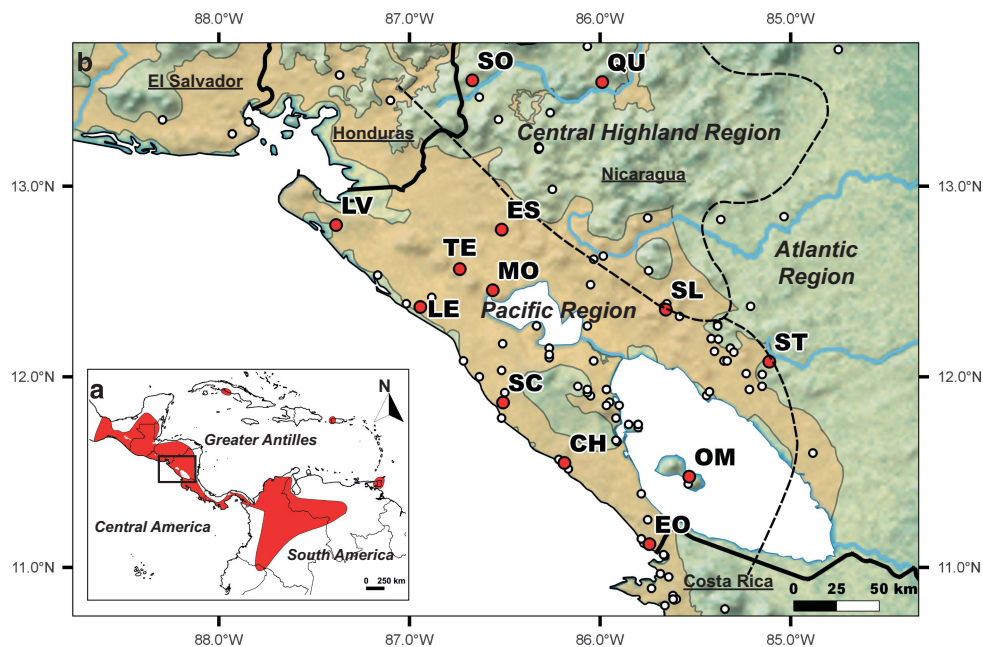 88.0°W 87.0°W 86.0°W 85.0°W
b
El Salvador
SO
QU
Honduras
Central Highland Region
Nicaragua
13.0°N
13.0°N
LV
ES
TE
MO
LE
Pacific Region
SL
Atlantic
Region
ST
12.0°N
12.0°N
SC
CH
OM
EO
a
N
Greater Antilles
Central America
South America
0 250 km
11.0°N
11.0°N
Costa Rica
0 25 50 km
88.0°W 87.0°W 86.0°W 85.0°W